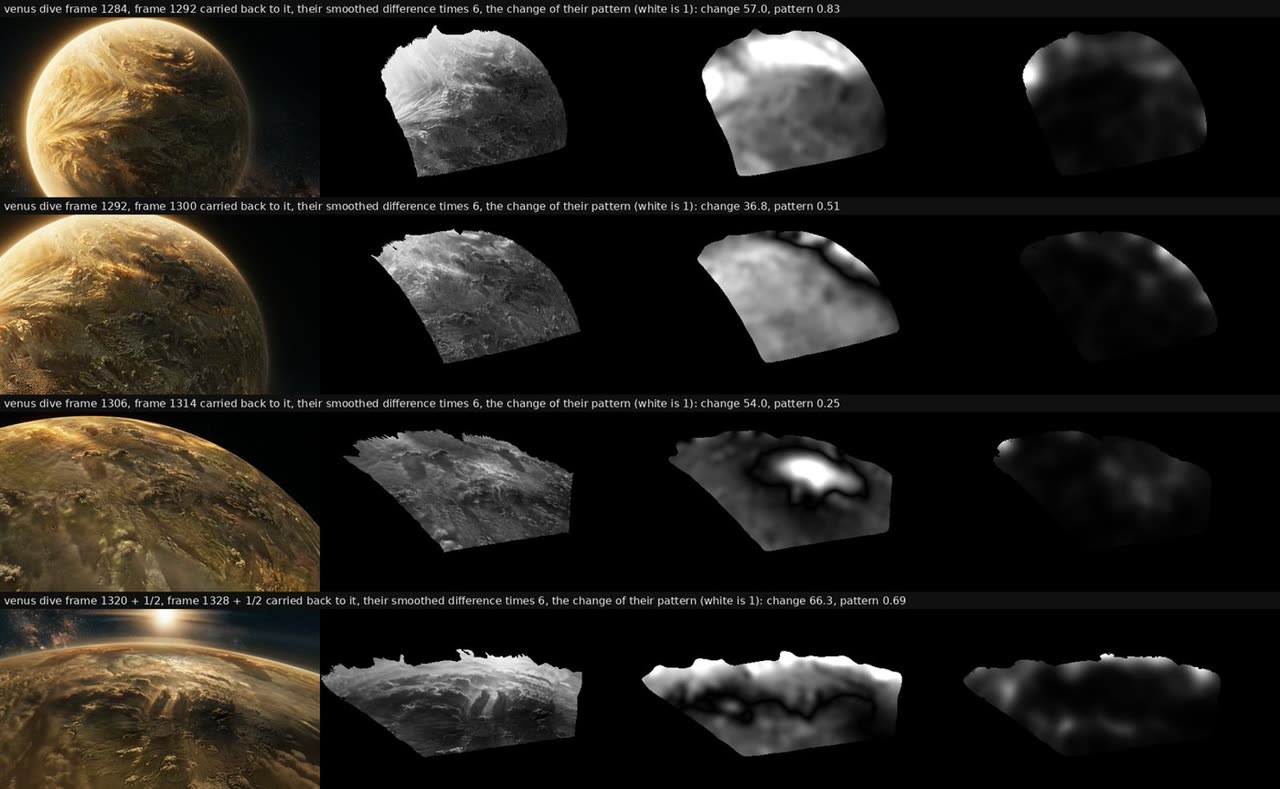 venus dive frame 1284, frame 1292 carried back to it, their smoothed difference times 6, the change of their pattern (white is 1): change 57.0, pattern 0.83
venus dive frame 1292, frame 1300 carried back to it, their smoothed difference times 6, the change of their pattern (white is 1): change 36.8, pattern 0.51
venus dive frame 1306, frame 1314 carried back to it, their smoothed difference times 6, the change of their pattern (white is 1): change 54.0, pattern 0.25
venus dive frame 1320 + 1/2, frame 1328 + 1/2 carried back to it, their smoothed difference times 6, the change of their pattern (white is 1): change 66.3, pattern 0.69